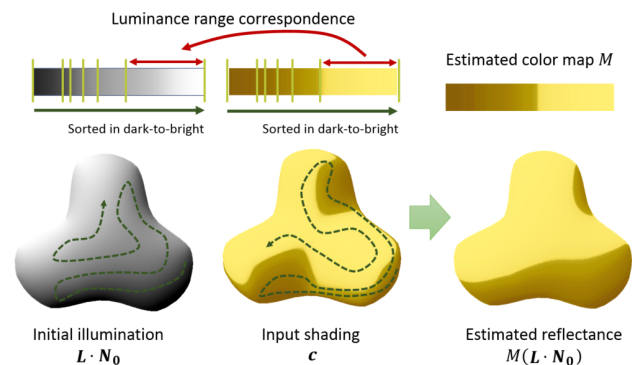 Luminance range correspondence
Estimated color map M
Sorted in dark-to-bright
Sorted in dark-to-bright
Initial illumination
L · N₀
Input shading
c
Estimated reflectance
M(L · N₀)